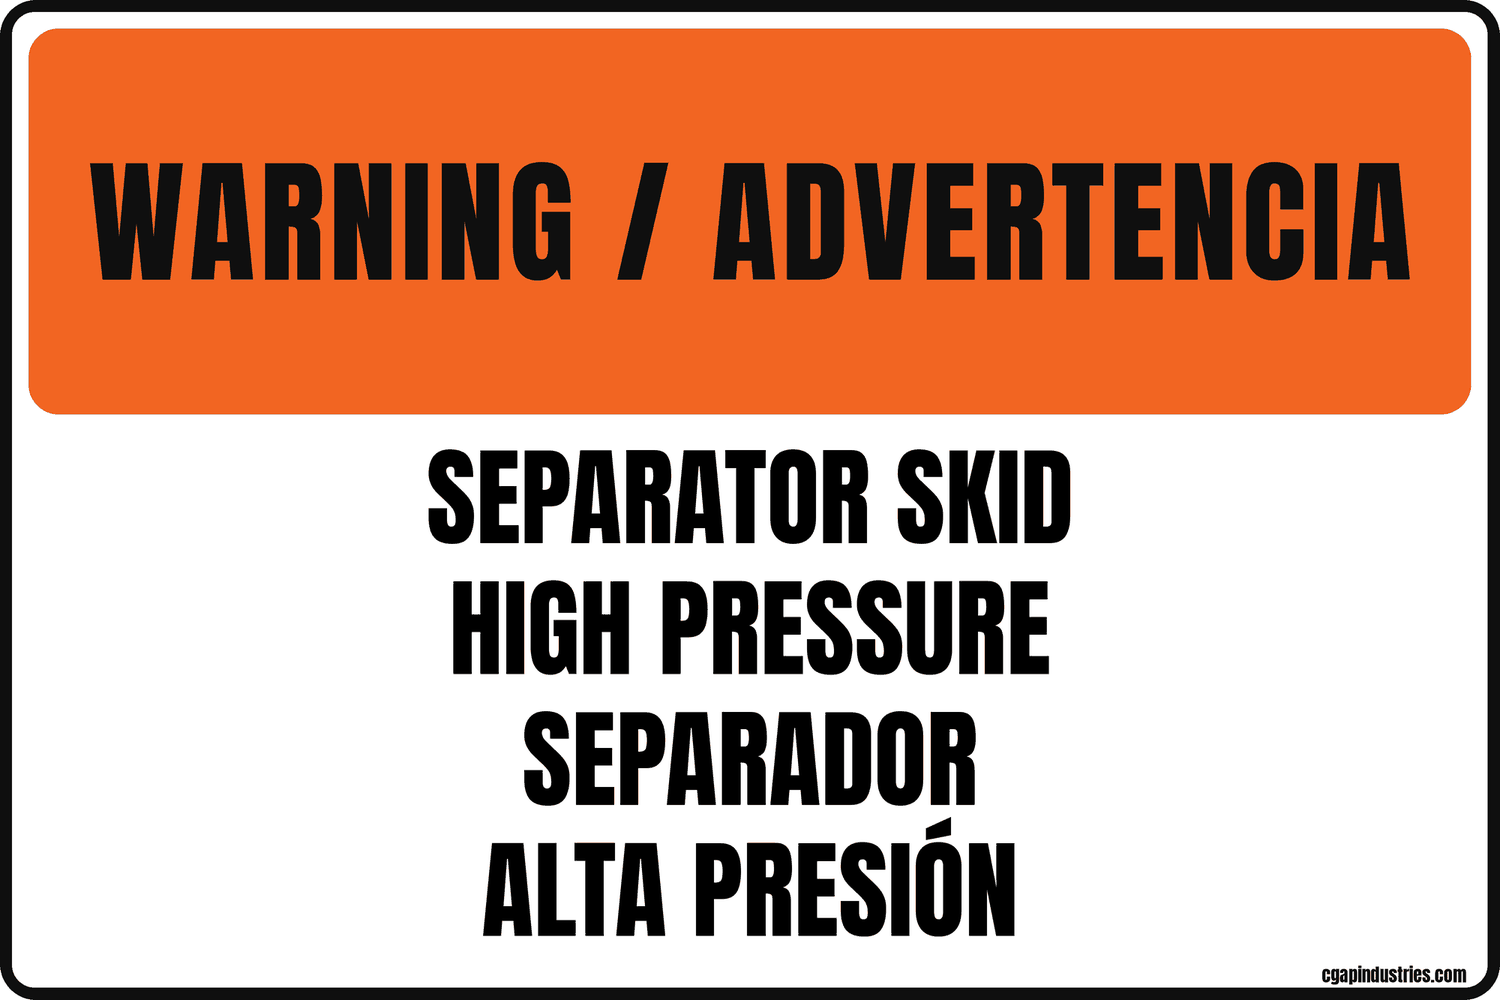 WARNING / ADVERTENCIA
SEPARATOR SKID
HIGH PRESSURE
SEPARADOR
ALTA PRESIÓN
cgapindustries.com